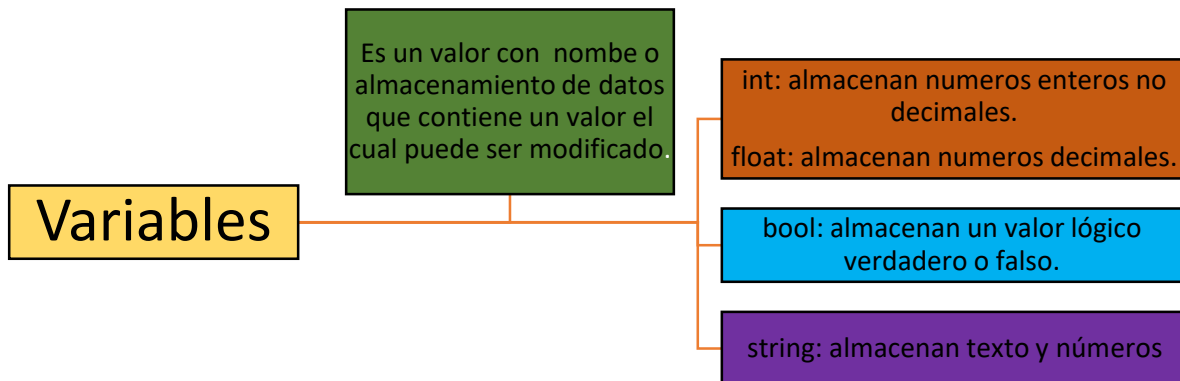 Es un valor con nombe o
almacenamiento de datos
que contiene un valor el
cual puede ser modificado.
Variables
int: almacenan numeros enteros no
decimales.
float: almacenan numeros decimales.
bool: almacenan un valor lógico
verdadero o falso.
string: almacenan texto y números